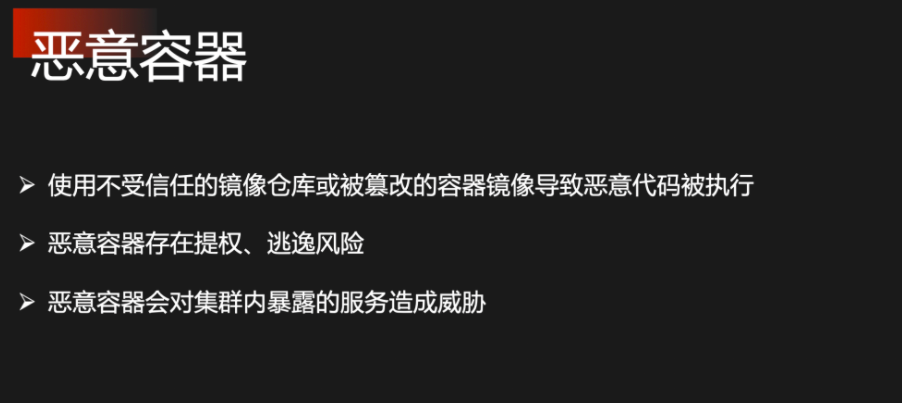 恶意容器
➢ 使用不受信任的镜像仓库或被篡改的容器镜像导致恶意代码被执行
➢ 恶意容器存在提权、逃逸风险
➢ 恶意容器会对集群内暴露的服务造成威胁